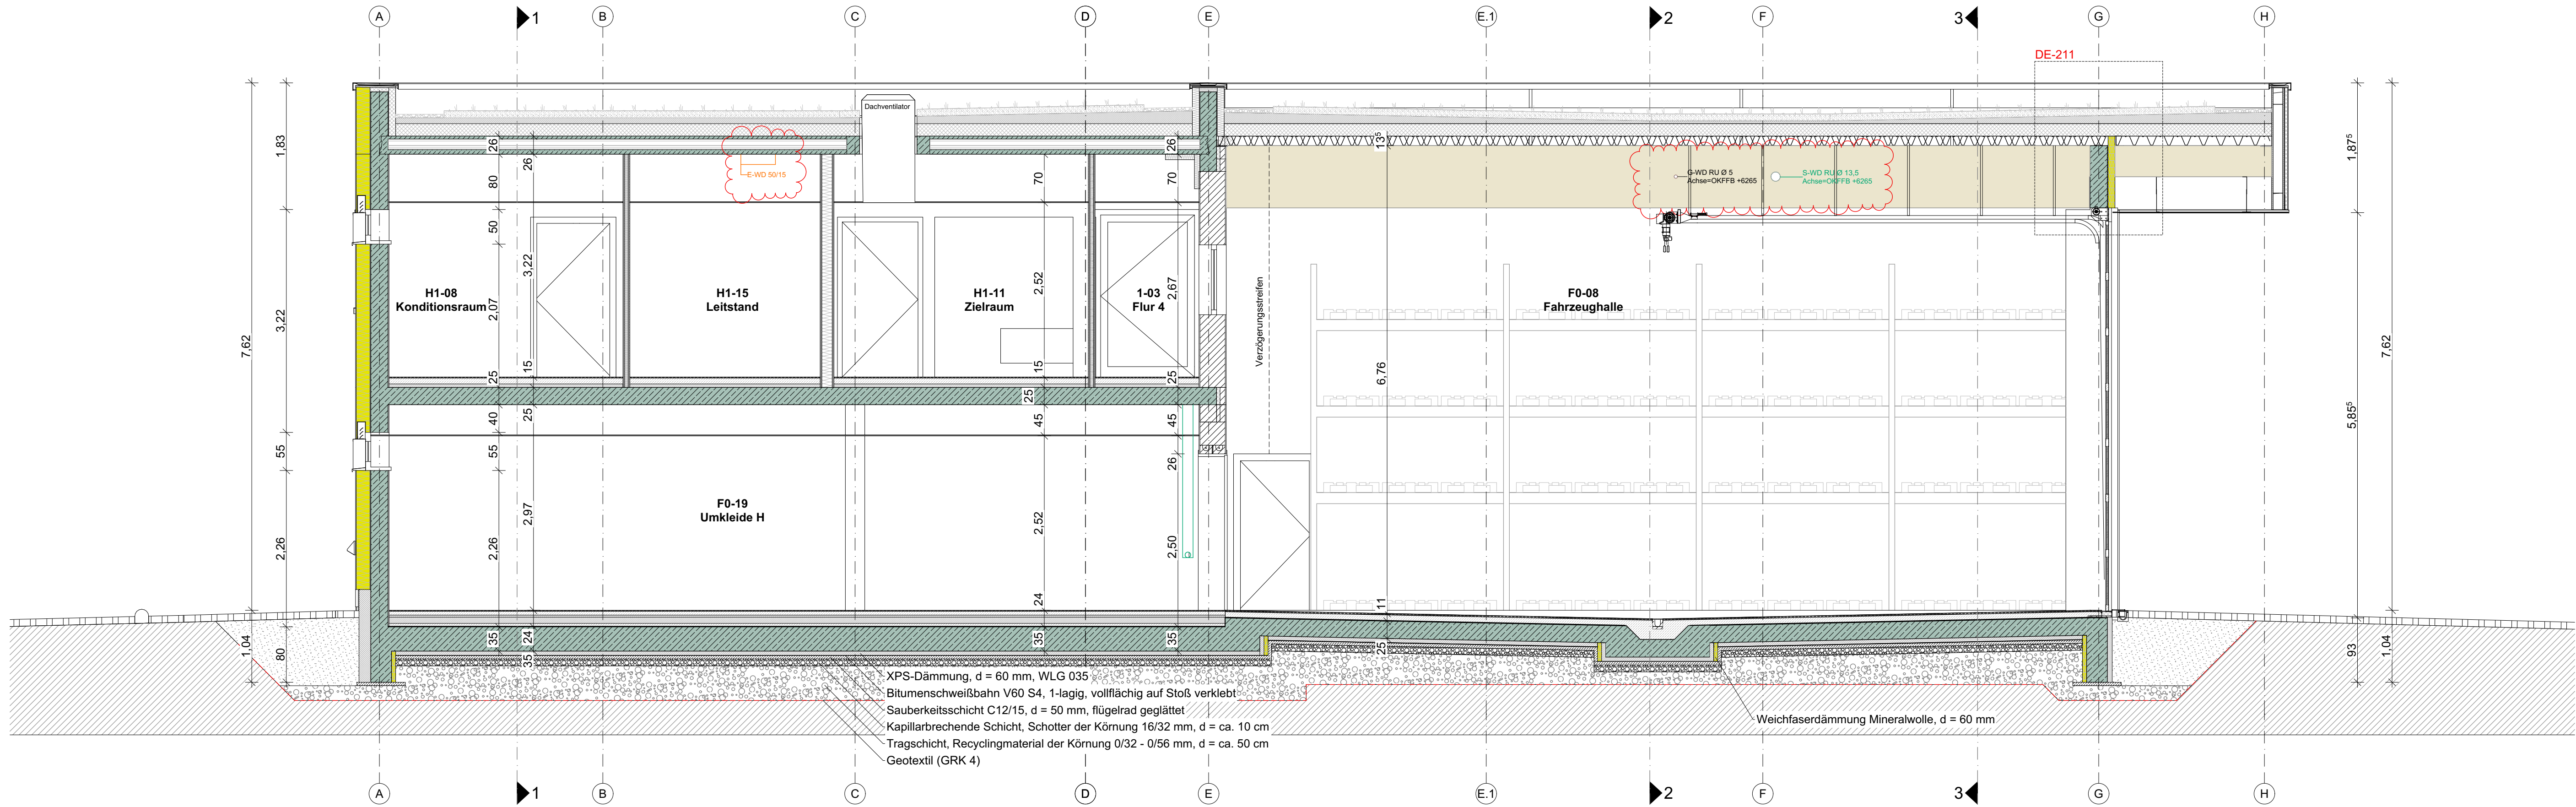 A
1
B
C
D
E
E.1
2
F
3
G
H
DE-211
Dachventilator
E-WD 50/15
G-WD RU Ø 5
Achse=OKFFB +6265
S-WD RU Ø 13,5
Achse=OKFFB +6265
H1-08
Konditionsraum
H1-15
Leitstand
H1-11
Zielraum
1-03
Flur 4
Verzögerungsstreifen
F0-08
Fahrzeughalle
F0-19
Umkleide H
7,62
1,04
1,83
3,22
55
2,26
80
26
80
50
2,07
25
40
55
2,26
35
26
3,22
15
25
2,97
24
35
70
2,52
15
25
45
2,52
24
35
26
70
2,67
25
45
26
2,50
35
13⁵
6,76
11
25
1,87⁵
5,85⁵
93
7,62
1,04
XPS-Dämmung, d = 60 mm, WLG 035
Bitumenschweißbahn V60 S4, 1-lagig, vollflächig auf Stoß verklebt
Sauberkeitsschicht C12/15, d = 50 mm, flügelrad geglättet
Kapillarbrechende Schicht, Schotter der Körnung 16/32 mm, d = ca. 10 cm
Tragschicht, Recyclingmaterial der Körnung 0/32 - 0/56 mm, d = ca. 50 cm
Geotextil (GRK 4)
Weichfaserdämmung Mineralwolle, d = 60 mm
A
1
B
C
D
E
E.1
2
F
3
G
H